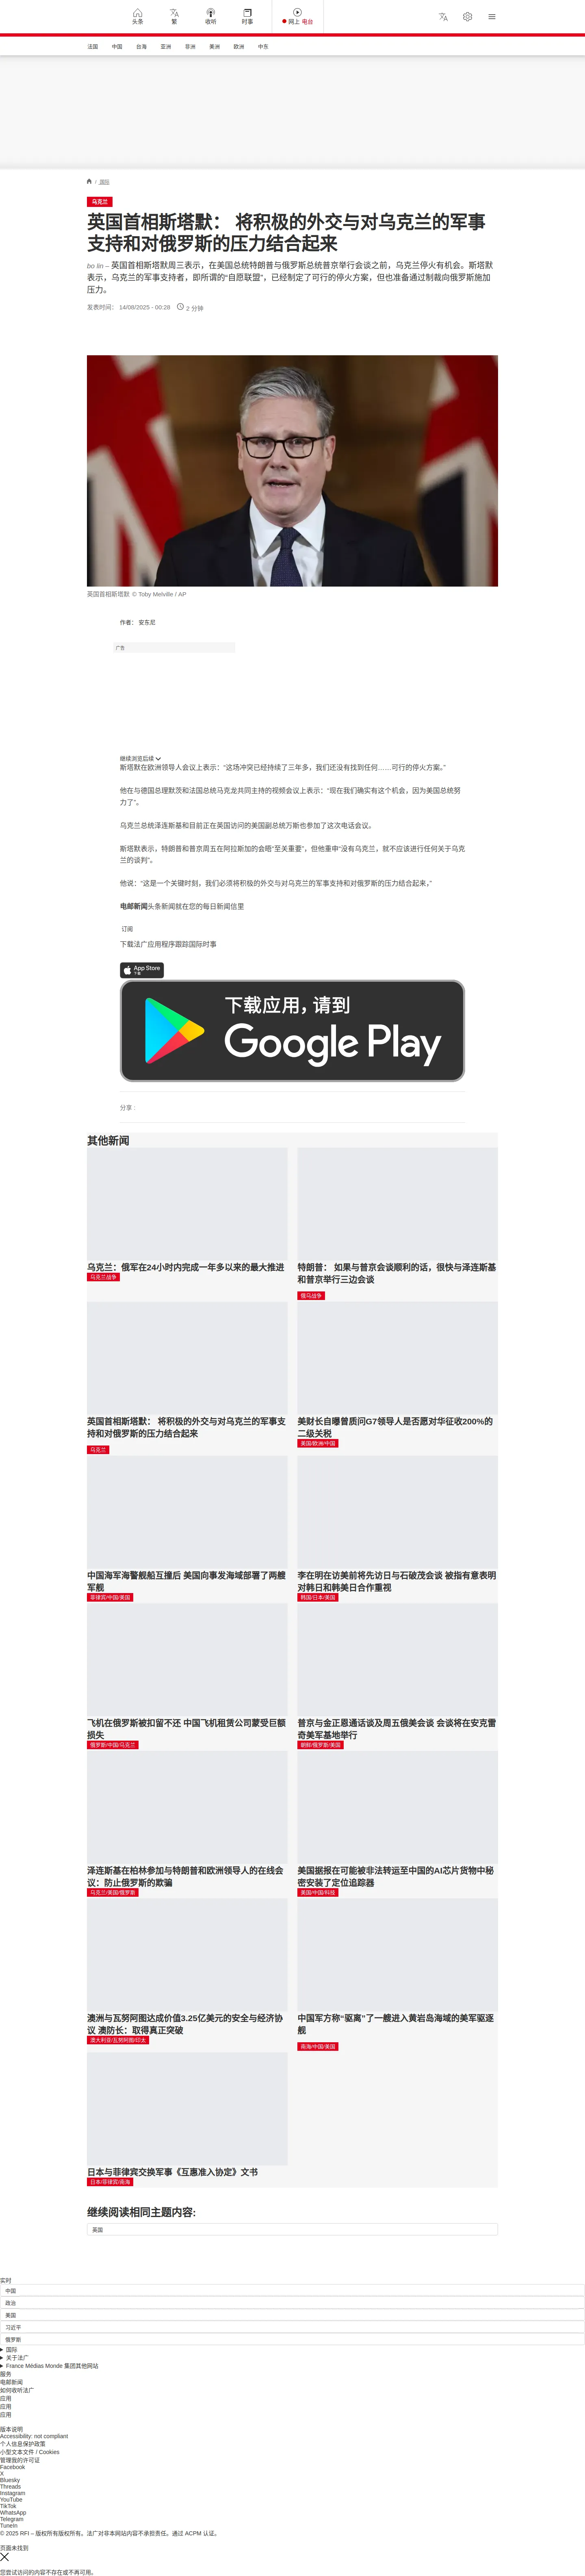 头条
繁
收听
时事
网上 电台
法国
中国
台海
亚洲
非洲
美洲
欧洲
中东
/ 国际
乌克兰
英国首相斯塔默： 将积极的外交与对乌克兰的军事
支持和对俄罗斯的压力结合起来
bo lin – 英国首相斯塔默周三表示，在美国总统特朗普与俄罗斯总统普京举行会谈之前，乌克兰停火有机会。斯塔默
表示，乌克兰的军事支持者，即所谓的“自愿联盟”，已经制定了可行的停火方案，但也准备通过制裁向俄罗斯施加
压力。
发表时间： 14/08/2025 - 00:28
2 分钟
英国首相斯塔默 © Toby Melville / AP
作者： 安东尼
广告
继续浏览后续
斯塔默在欧洲领导人会议上表示：“这场冲突已经持续了三年多，我们还没有找到任何……可行的停火方案。”
他在与德国总理默茨和法国总统马克龙共同主持的视频会议上表示：“现在我们确实有这个机会，因为美国总统努
力了”。
乌克兰总统泽连斯基和目前正在英国访问的美国副总统万斯也参加了这次电话会议。
斯塔默表示，特朗普和普京周五在阿拉斯加的会晤“至关重要”，但他重申“没有乌克兰，就不应该进行任何关于乌克
兰的谈判”。
他说：“这是一个关键时刻，我们必须将积极的外交与对乌克兰的军事支持和对俄罗斯的压力结合起来，”
电邮新闻头条新闻就在您的每日新闻信里
订阅
下载法广应用程序跟踪国际时事
App Store
下载
下载应用，请到
Google Play
分享 :
其他新闻
乌克兰：俄军在24小时内完成一年多以来的最大推进
乌克兰战争
特朗普： 如果与普京会谈顺利的话，很快与泽连斯基
和普京举行三边会谈
俄乌战争
英国首相斯塔默： 将积极的外交与对乌克兰的军事支
持和对俄罗斯的压力结合起来
乌克兰
美财长自曝曾质问G7领导人是否愿对华征收200%的
二级关税
美国/欧洲/中国
中国海军海警舰船互撞后 美国向事发海域部署了两艘
军舰
菲律宾/中国/美国
李在明在访美前将先访日与石破茂会谈 被指有意表明
对韩日和韩美日合作重视
韩国/日本/美国
飞机在俄罗斯被扣留不还 中国飞机租赁公司蒙受巨额
损失
俄罗斯/中国/乌克兰
普京与金正恩通话谈及周五俄美会谈 会谈将在安克雷
奇美军基地举行
朝鲜/俄罗斯/美国
泽连斯基在柏林参加与特朗普和欧洲领导人的在线会
议：防止俄罗斯的欺骗
乌克兰/美国/俄罗斯
美国据报在可能被非法转运至中国的AI芯片货物中秘
密安装了定位追踪器
美国/中国/科技
澳洲与瓦努阿图达成价值3.25亿美元的安全与经济协
议 澳防长：取得真正突破
澳大利亚/瓦努阿图/印太
中国军方称“驱离”了一艘进入黄岩岛海域的美军驱逐
舰
南海/中国/美国
日本与菲律宾交换军事《互惠准入协定》文书
日本/菲律宾/南海
继续阅读相同主题内容:
英国
实时
中国
政治
美国
习近平
俄罗斯
国际
关于法广
France Médias Monde 集团其他网站
服务
电邮新闻
如何收听法广
应用
应用
应用
版本说明
Accessibility: not compliant
个人信息保护政策
小型文本文件 / Cookies
管理我的许可证
Facebook
X
Bluesky
Threads
Instagram
YouTube
TikTok
WhatsApp
Telegram
TuneIn
© 2025 RFI – 版权所有版权所有。法广对非本网站内容不承担责任。通过 ACPM 认证。
页面未找到
您尝试访问的内容不存在或不再可用。